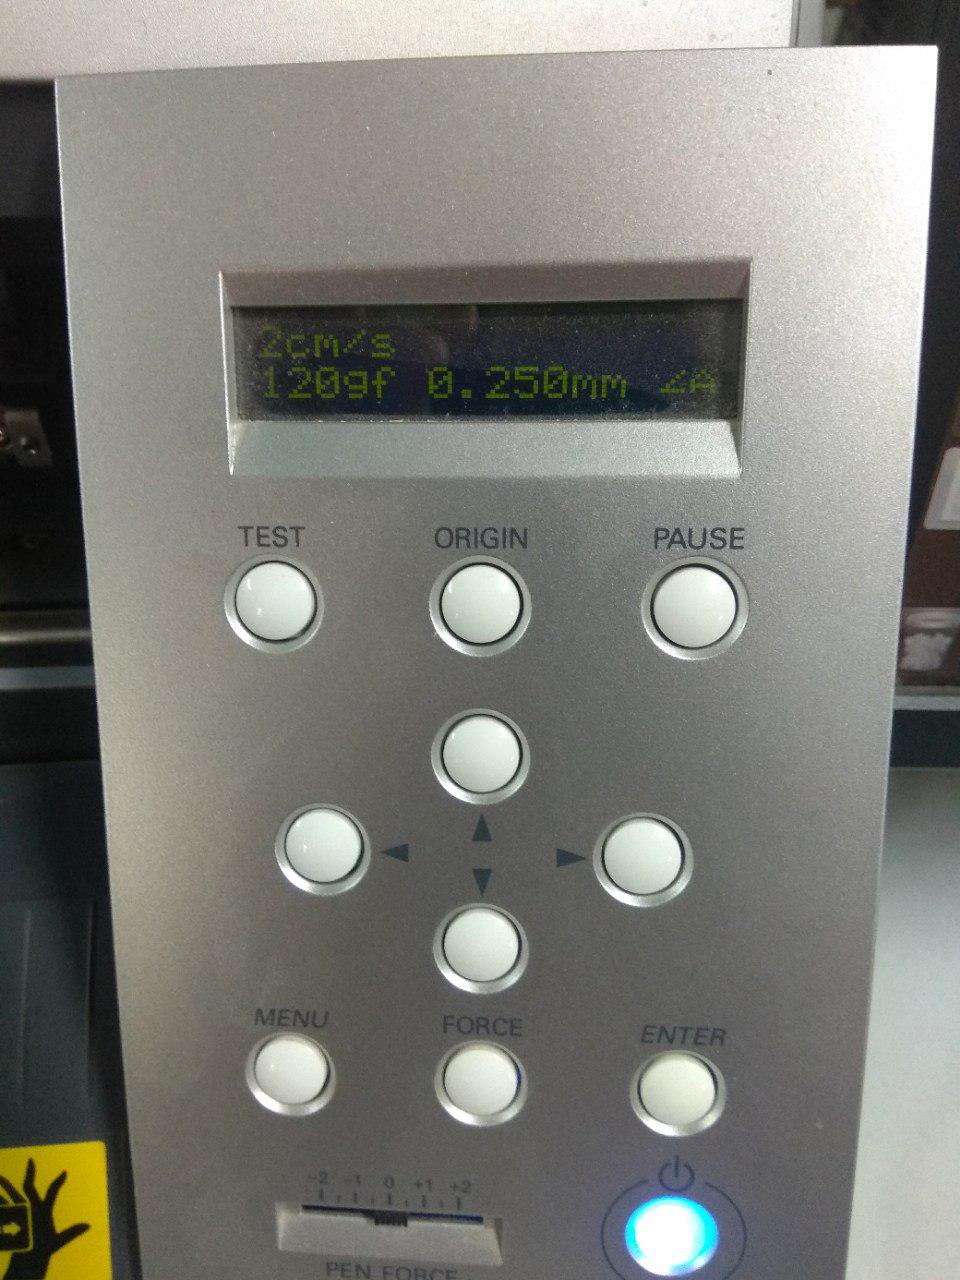 2cm/s
120gf 0.250mm ∠A
TEST ORIGIN PAUSE
MENU FORCE ENTER
-2 -1 0 +1 +2
PEN FORCE